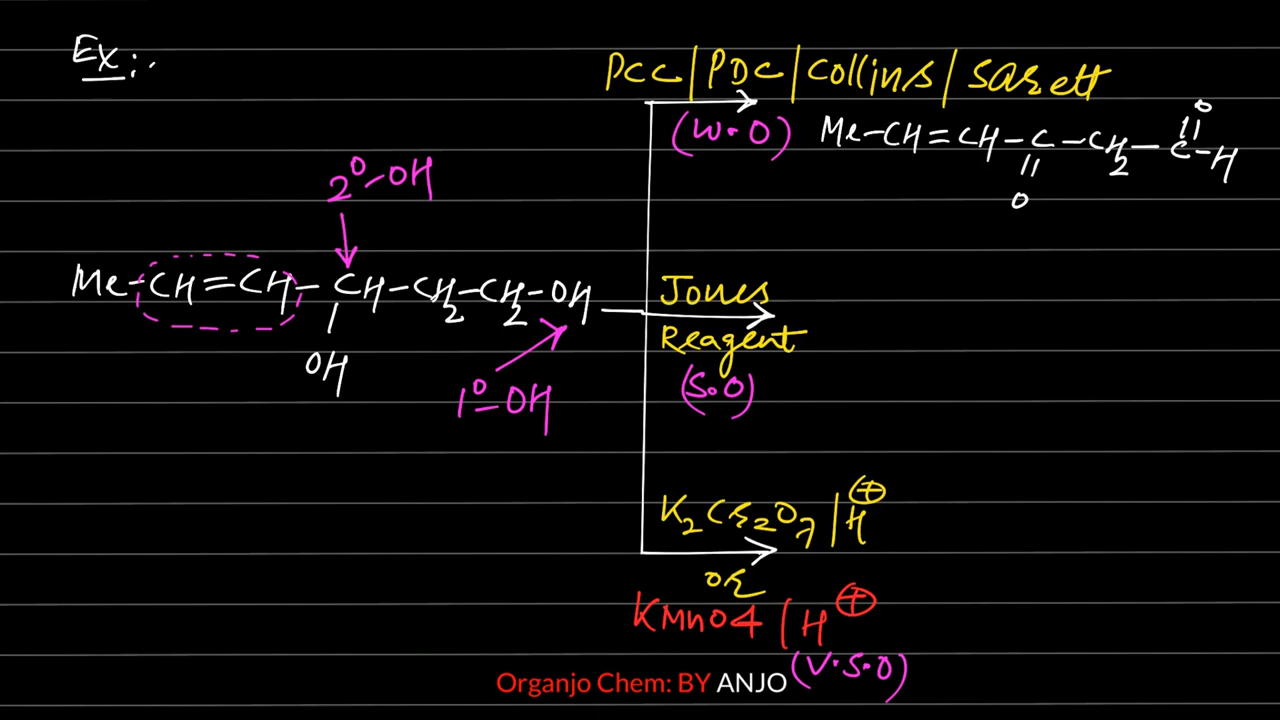 Ex:.
PCC/PDC/Collins/Sarett
(W.O)
Me-CH=CH-C-CH2-C-H
O
O
2°-OH
Me-CH=CH-CH-CH2-CH2-OH
OH
1°-OH
Jones
Reagent
(S.O)
K2Cr2O7/H⊕
OR
KMnO4/H⊕
(V.S.O)
Organjo Chem: BY ANJO